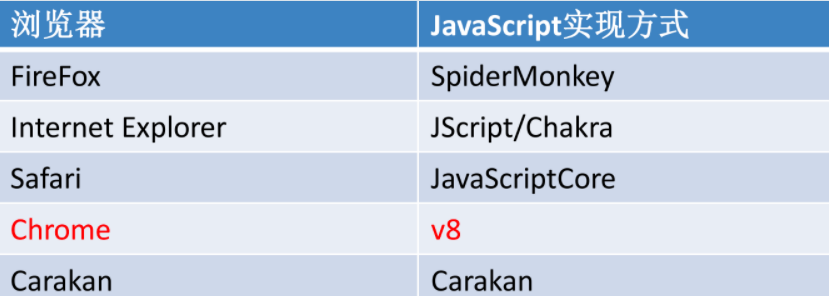 浏览器 JavaScript实现方式
FireFox SpiderMonkey
Internet Explorer JScript/Chakra
Safari JavaScriptCore
Chrome v8
Carakan Carakan